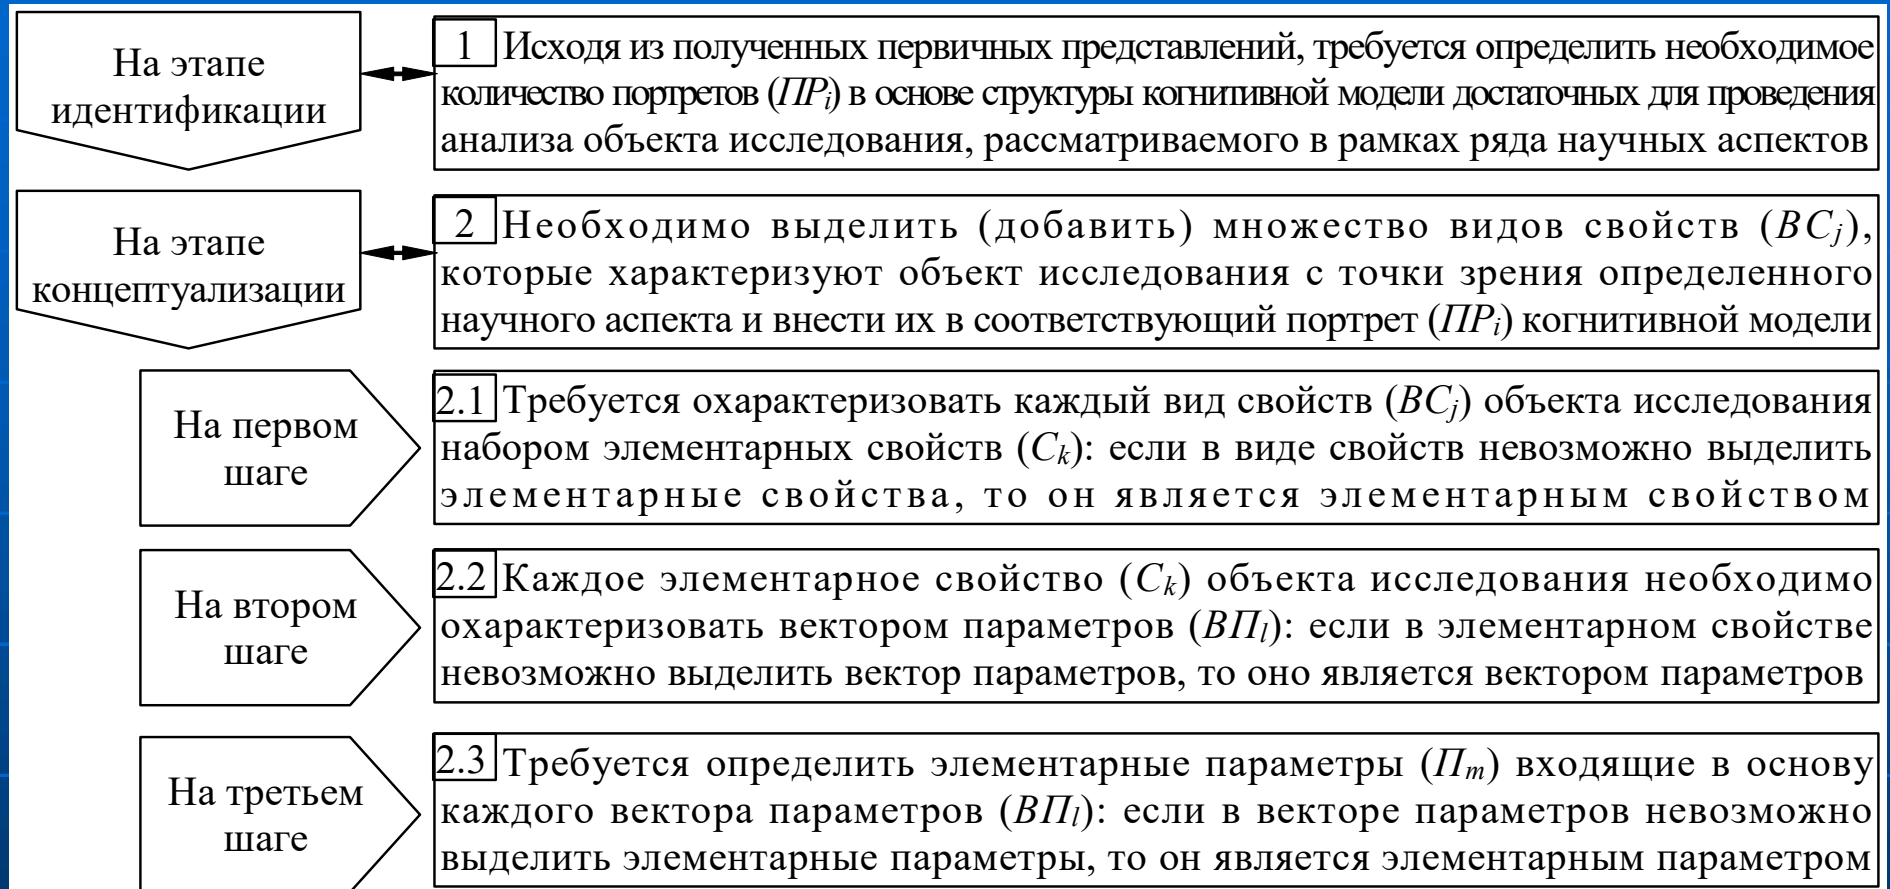 На этапе
идентификации
1 Исходя из полученных первичных представлений, требуется определить необходимое
количество портретов (ПРi) в основе структуры когнитивной модели достаточных для проведения
анализа объекта исследования, рассматриваемого в рамках ряда научных аспектов
На этапе
концептуализации
2 Необходимо выделить (добавить) множество видов свойств (ВСj),
которые характеризуют объект исследования с точки зрения определенного
научного аспекта и внести их в соответствующий портрет (ПРi) когнитивной модели
На первом
шаге
2.1 Требуется охарактеризовать каждый вид свойств (ВСj) объекта исследования
набором элементарных свойств (Сk): если в виде свойств невозможно выделить
элементарные свойства, то он является элементарным свойством
На втором
шаге
2.2 Каждое элементарное свойство (Сk) объекта исследования необходимо
охарактеризовать вектором параметров (ВПl): если в элементарном свойстве
невозможно выделить вектор параметров, то оно является вектором параметров
На третьем
шаге
2.3 Требуется определить элементарные параметры (Пm) входящие в основу
каждого вектора параметров (ВПl): если в векторе параметров невозможно
выделить элементарные параметры, то он является элементарным параметром